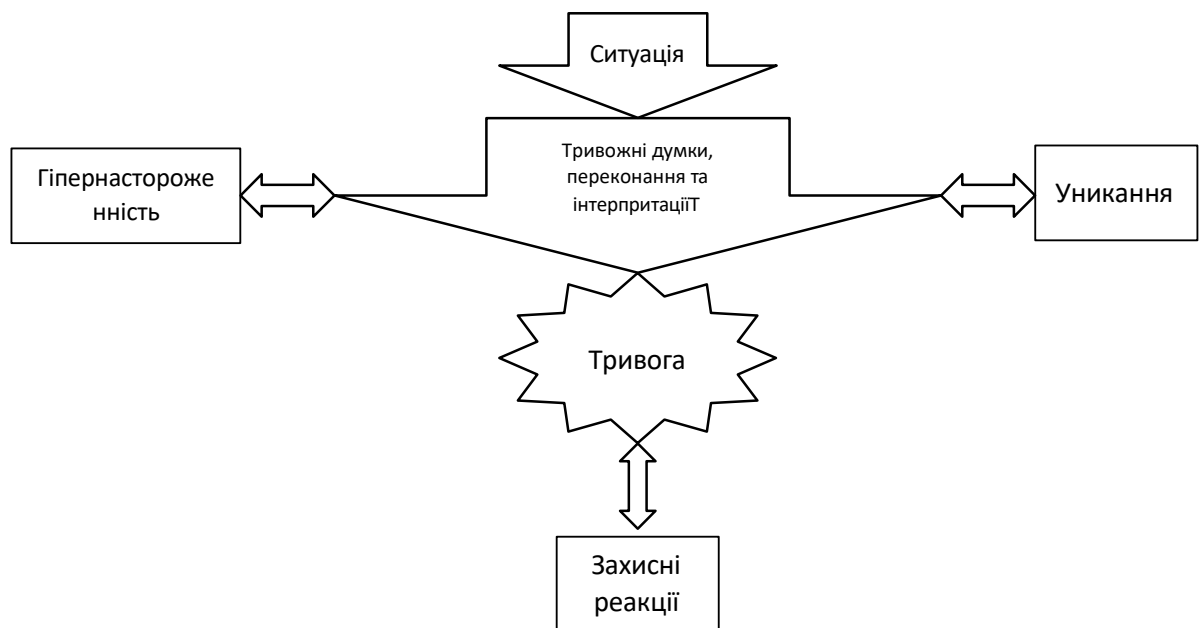 Ситуація
Тривожні думки,
переконання та
інтерпритаціїТ
Гіпернастороже
нність
Уникання
Тривога
Захисні
реакції